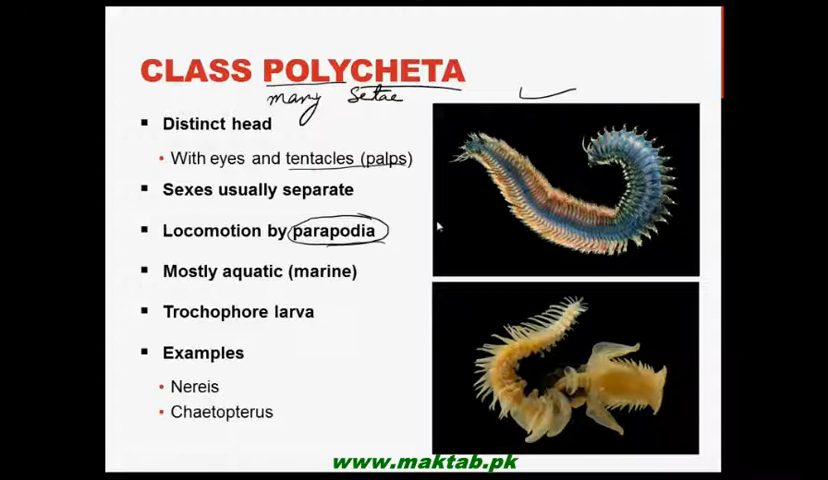 CLASS POLYCHETA
many Setae
Distinct head
With eyes and tentacles (palps)
Sexes usually separate
Locomotion by parapodia
Mostly aquatic (marine)
Trochophore larva
Examples
Nereis
Chaetopterus
www.maktab.pk